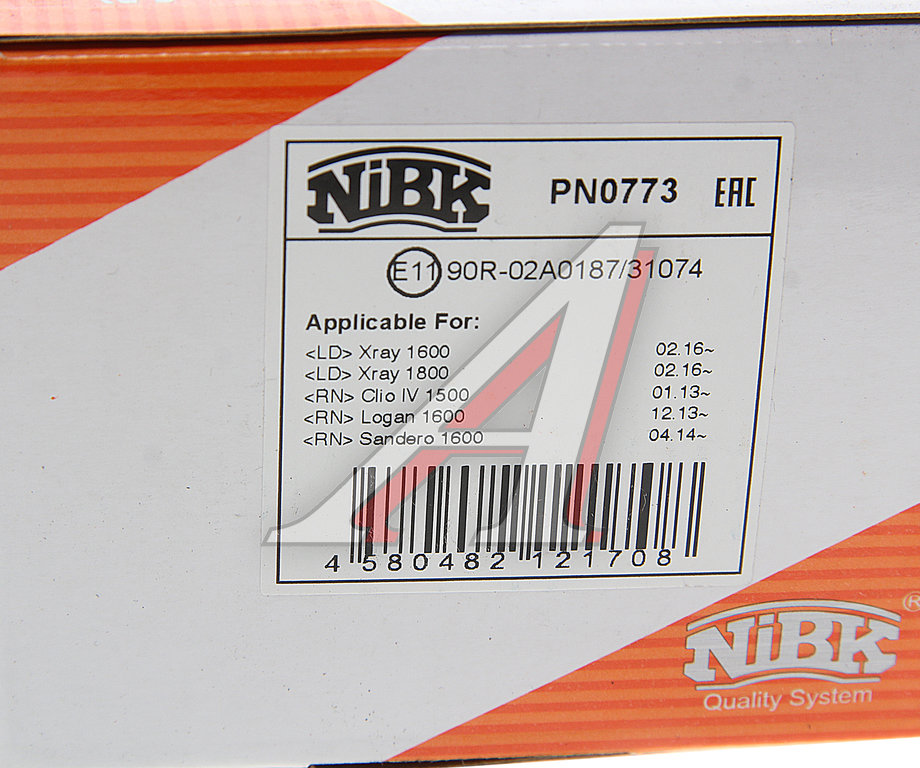 NiBK PN0773 EAC
E11 90R-02A0187/31074
Applicable For:
<LD> Xray 1600 02.16~
<LD> Xray 1800 02.16~
<RN> Clio IV 1500 01.13~
<RN> Logan 1600 12.13~
<RN> Sandero 1600 04.14~
4 580482 121708
NiBK ®
Quality System